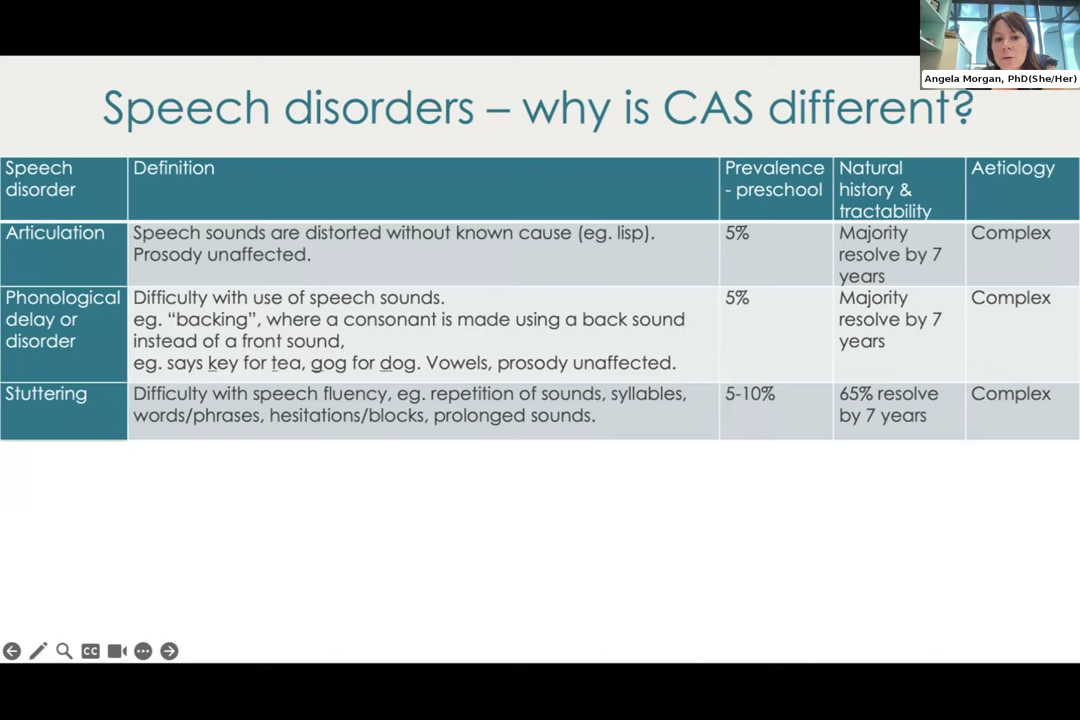 Angela Morgan, PhD(She/Her)
Speech disorders – why is CAS different?
Speech
disorder
Definition
Prevalence
- preschool
Natural
history &
tractability
Aetiology
Articulation
Speech sounds are distorted without known cause (eg. lisp).
Prosody unaffected.
5%
Majority
resolve by 7
years
Complex
Phonological
delay or
disorder
Difficulty with use of speech sounds.
eg. “backing”, where a consonant is made using a back sound
instead of a front sound,
eg. says key for tea, gog for dog. Vowels, prosody unaffected.
5%
Majority
resolve by 7
years
Complex
Stuttering
Difficulty with speech fluency, eg. repetition of sounds, syllables,
words/phrases, hesitations/blocks, prolonged sounds.
5-10%
65% resolve
by 7 years
Complex
CC